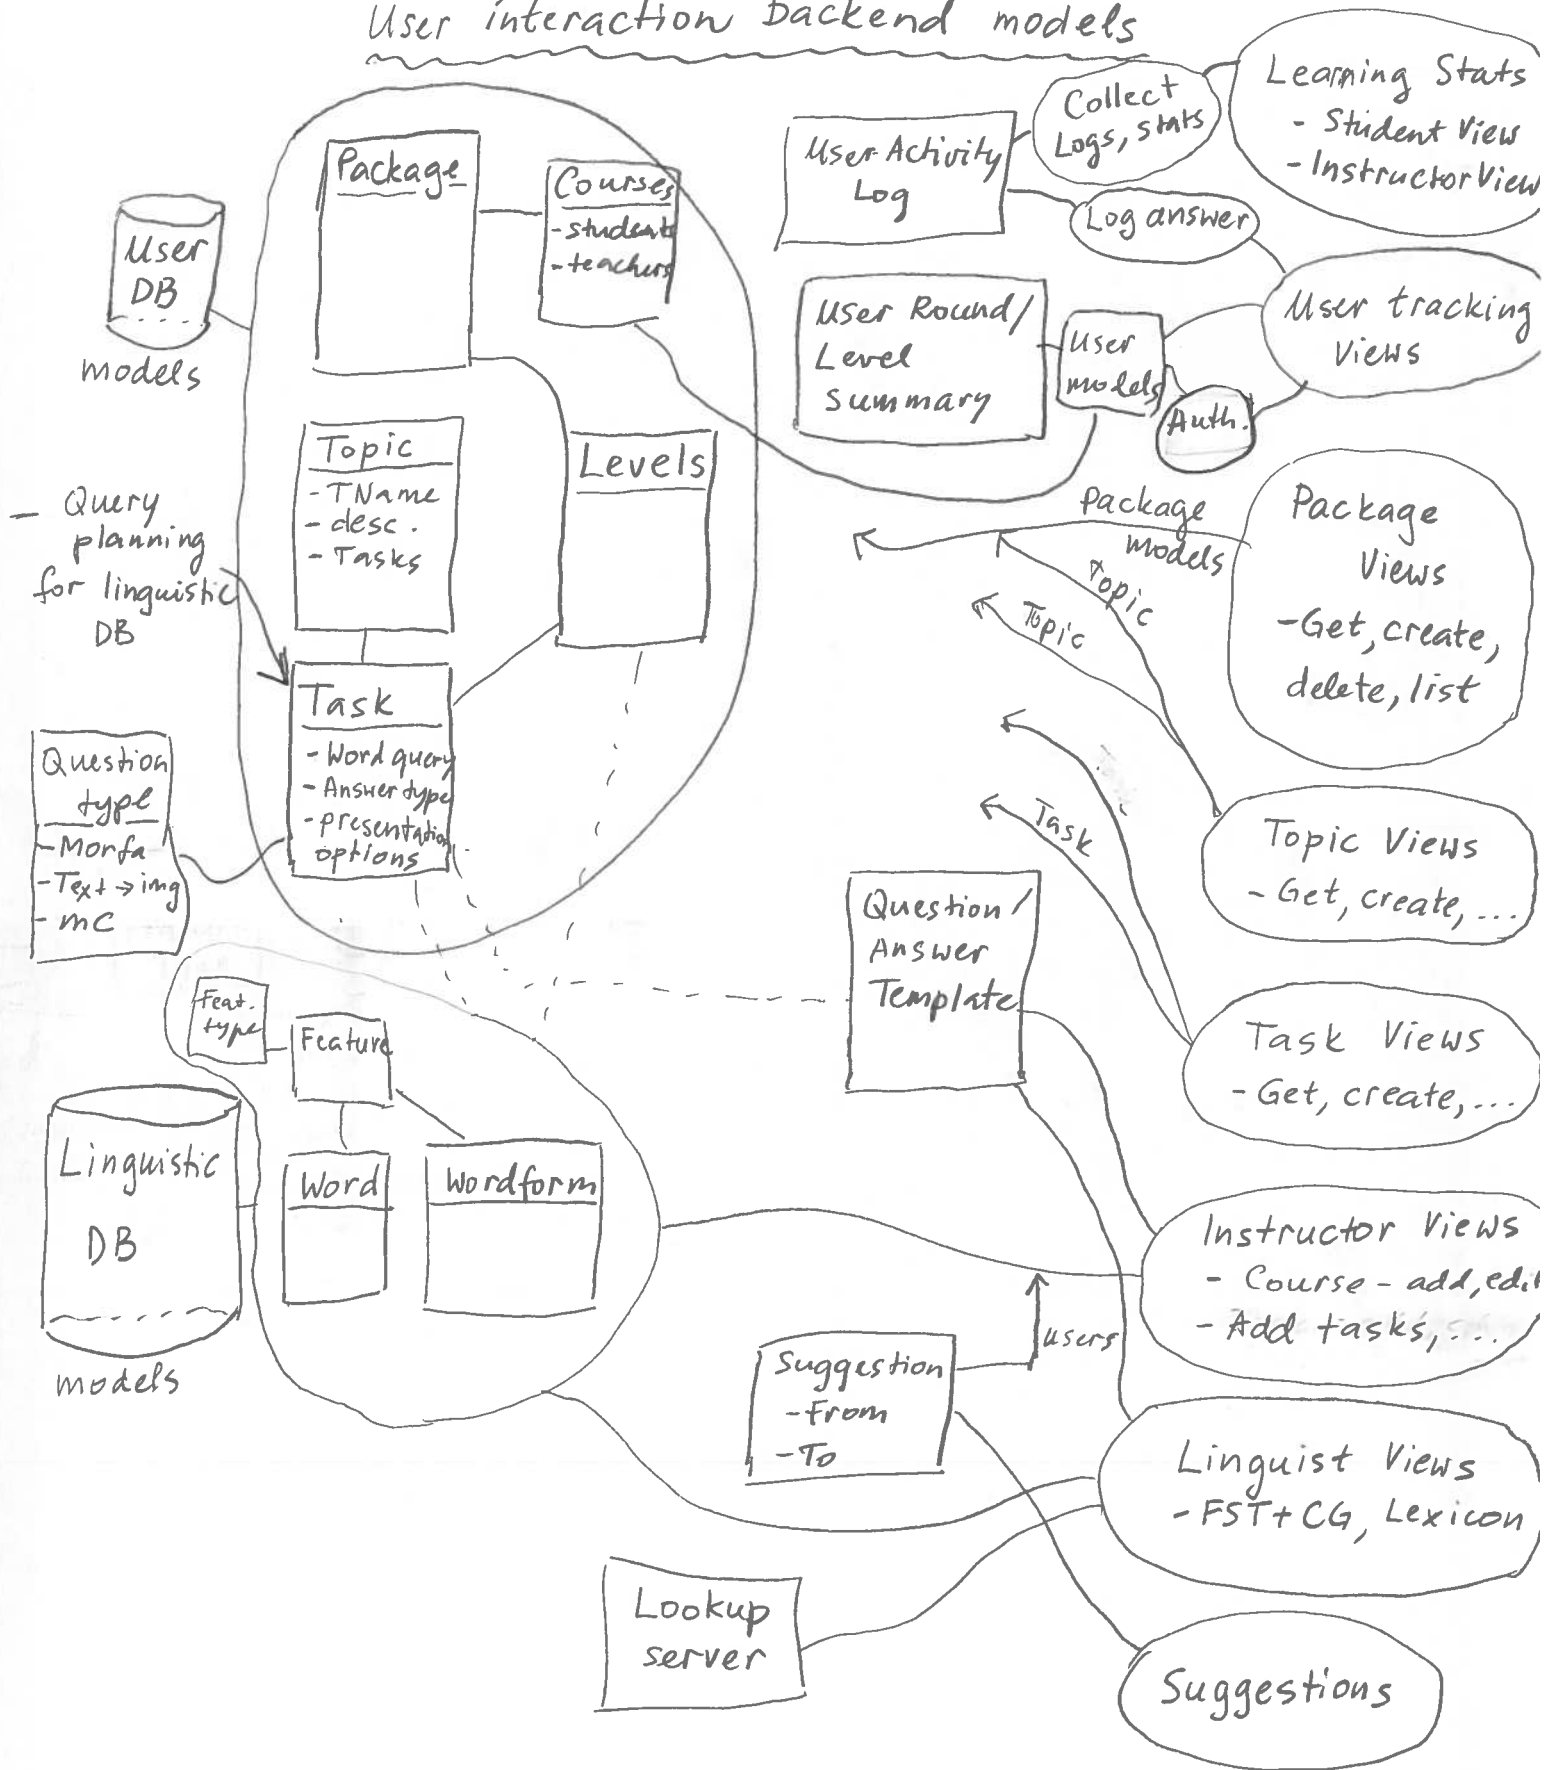 User interaction backend models
Learning Stats
- Student View
- Instructor View
Collect
Logs, stats
User Activity
Log
Log answer
Package
Courses
- students
- teachers
User
DB
models
User Round/
Level
Summary
User
models
Auth.
User tracking
Views
Topic
- TName
- desc.
- Tasks
Levels
- Query
planning
for linguistic
DB
Package
models
Topic
Topic
Package
Views
- Get, create,
delete, list
Task
- Word query
- Answer type
- presentation
options
Question
type
- Morfa
- Text → img
- mc
Task
Topic Views
- Get, create, ...
Question/
Answer
Template
Task Views
- Get, create, ...
Feat.
type
Feature
Word
Wordform
Linguistic
DB
models
Instructor Views
- Course - add, edit
- Add tasks, ...
users
Suggestion
- From
- To
Linguist Views
- FST + CG, Lexicon
Lookup
server
Suggestions